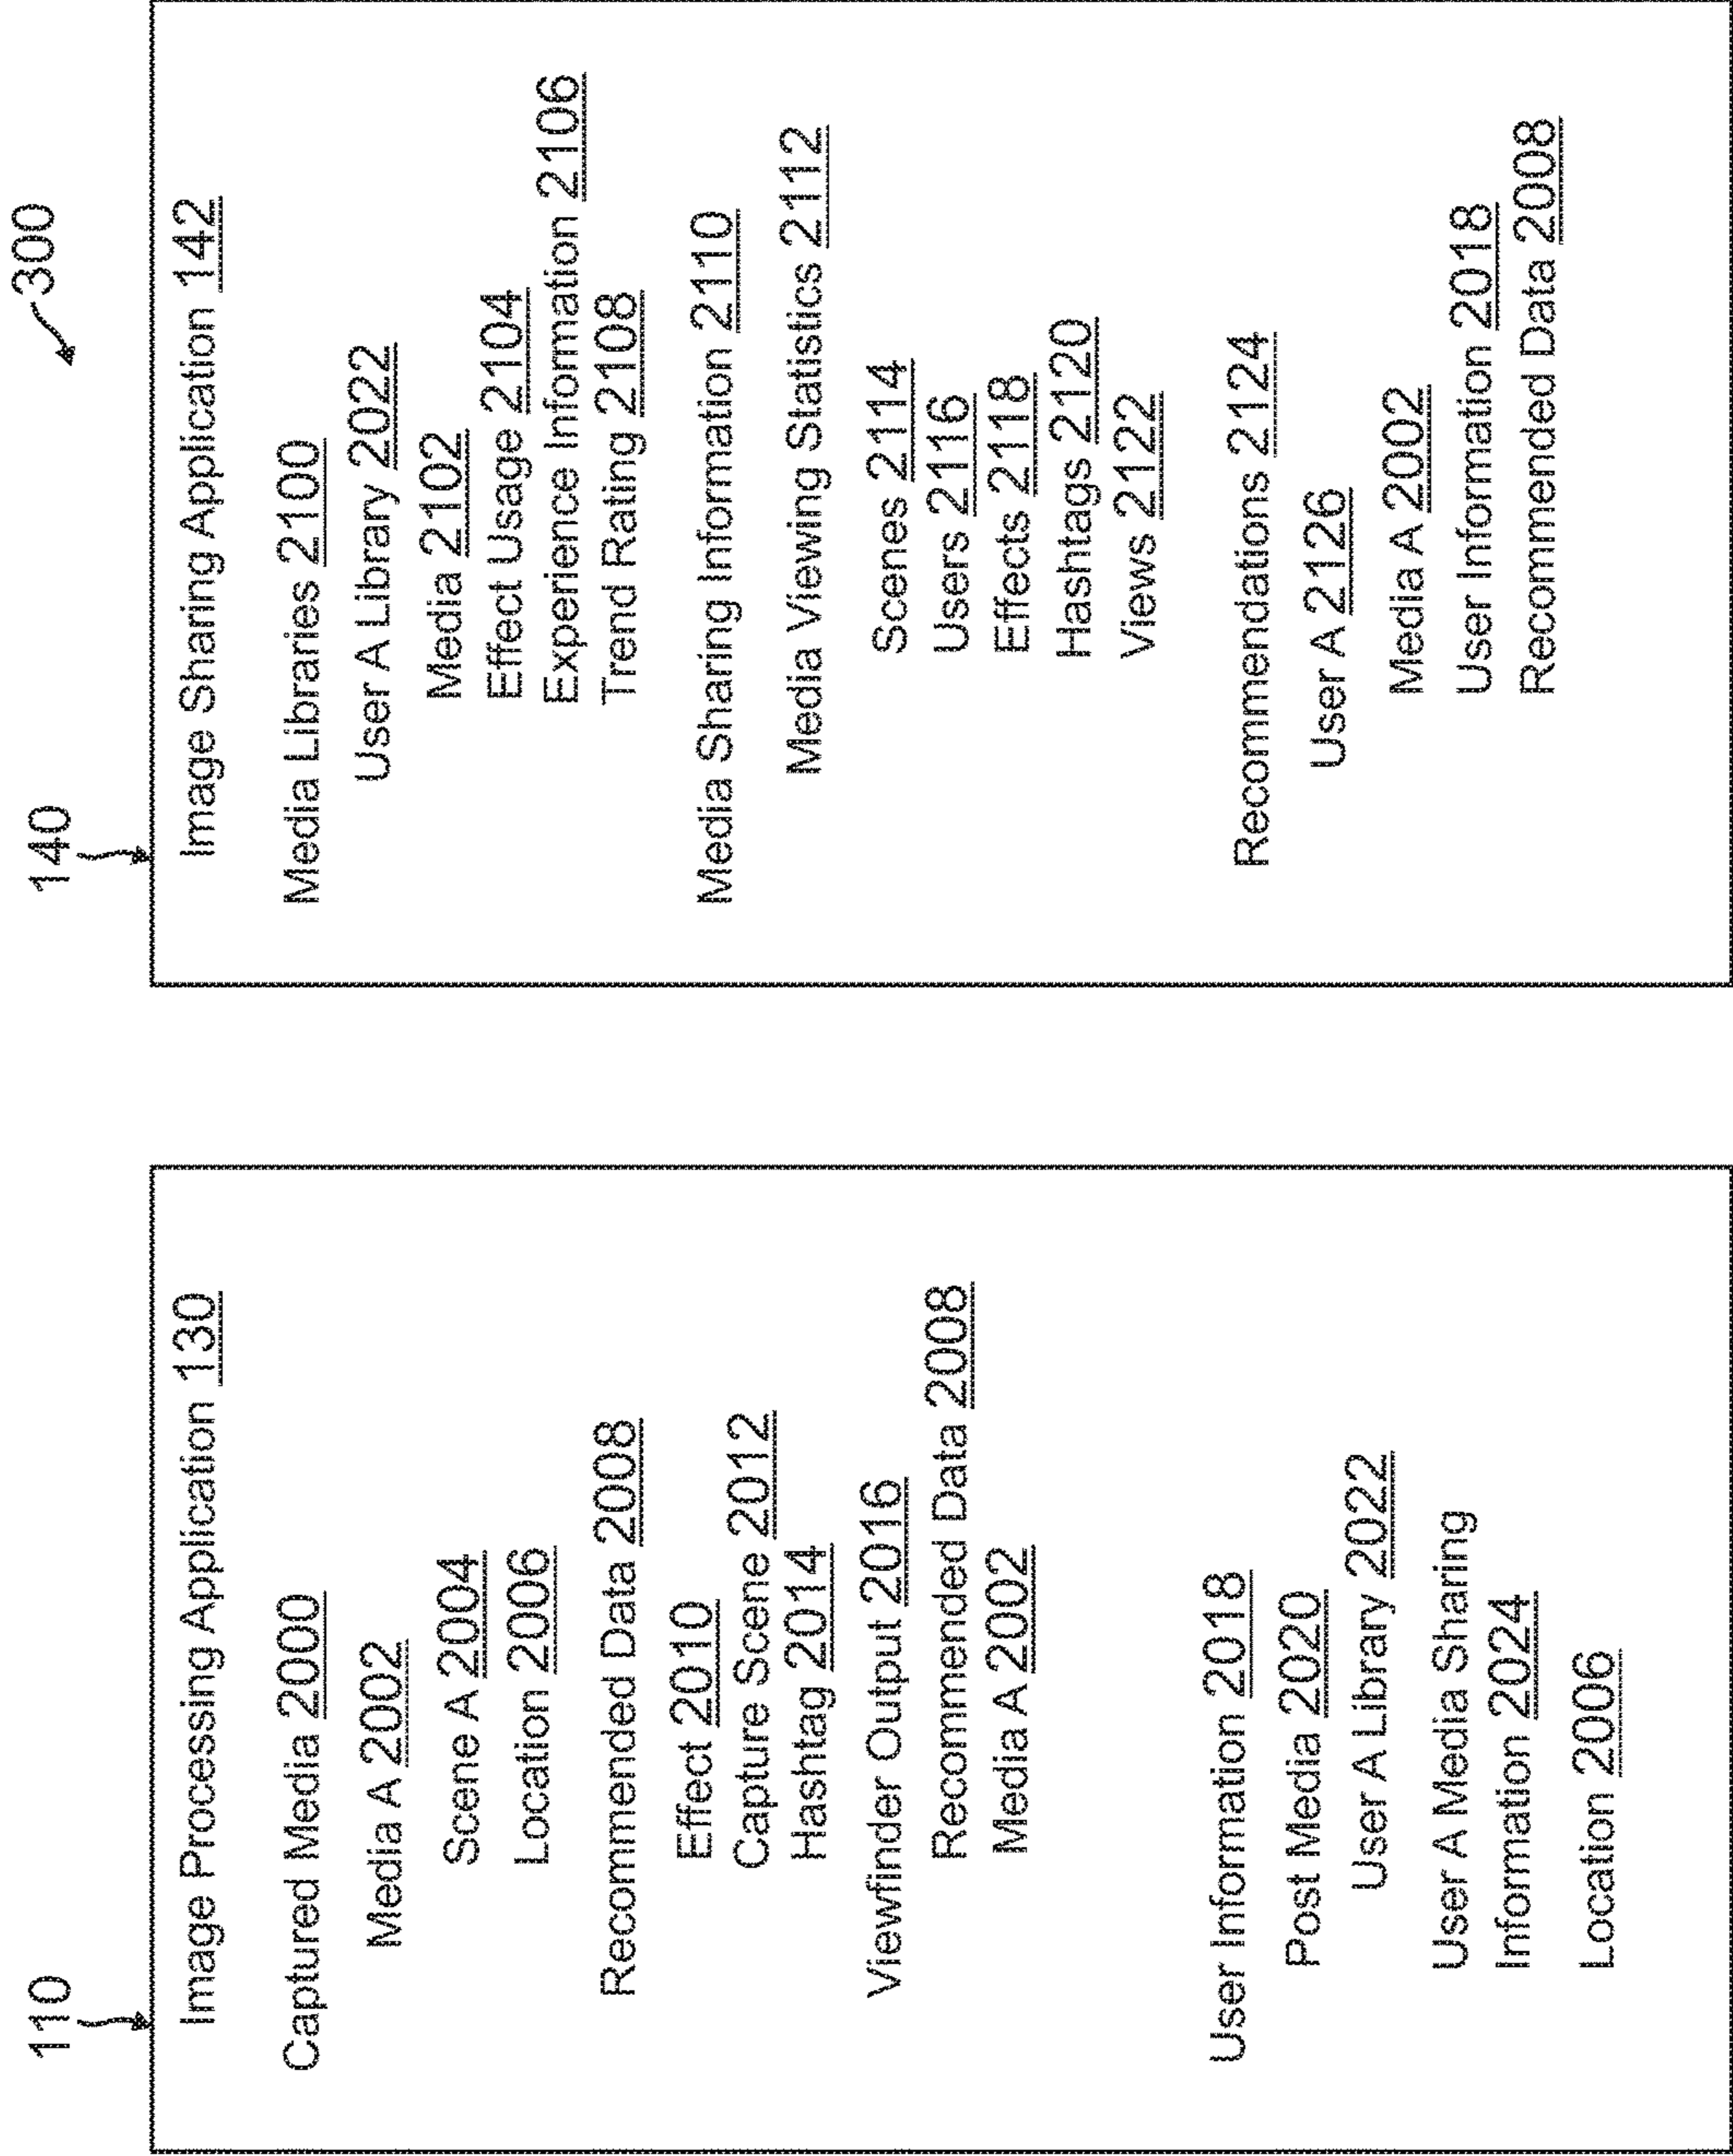 300
110
Image Processing Application 130
Captured Media 2000
Media A 2002
Scene A 2004
Location 2006
Recommended Data 2008
Effect 2010
Capture Scene 2012
Hashtag 2014
Viewfinder Output 2016
Recommended Data 2008
Media A 2002
User Information 2018
Post Media 2020
User A Library 2022
User A Media Sharing
Information 2024
Location 2006
140
Image Sharing Application 142
Media Libraries 2100
User A Library 2022
Media 2102
Effect Usage 2104
Experience Information 2106
Trend Rating 2108
Media Sharing Information 2110
Media Viewing Statistics 2112
Scenes 2114
Users 2116
Effects 2118
Hashtags 2120
Views 2122
Recommendations 2124
User A 2126
Media A 2002
User Information 2018
Recommended Data 2008